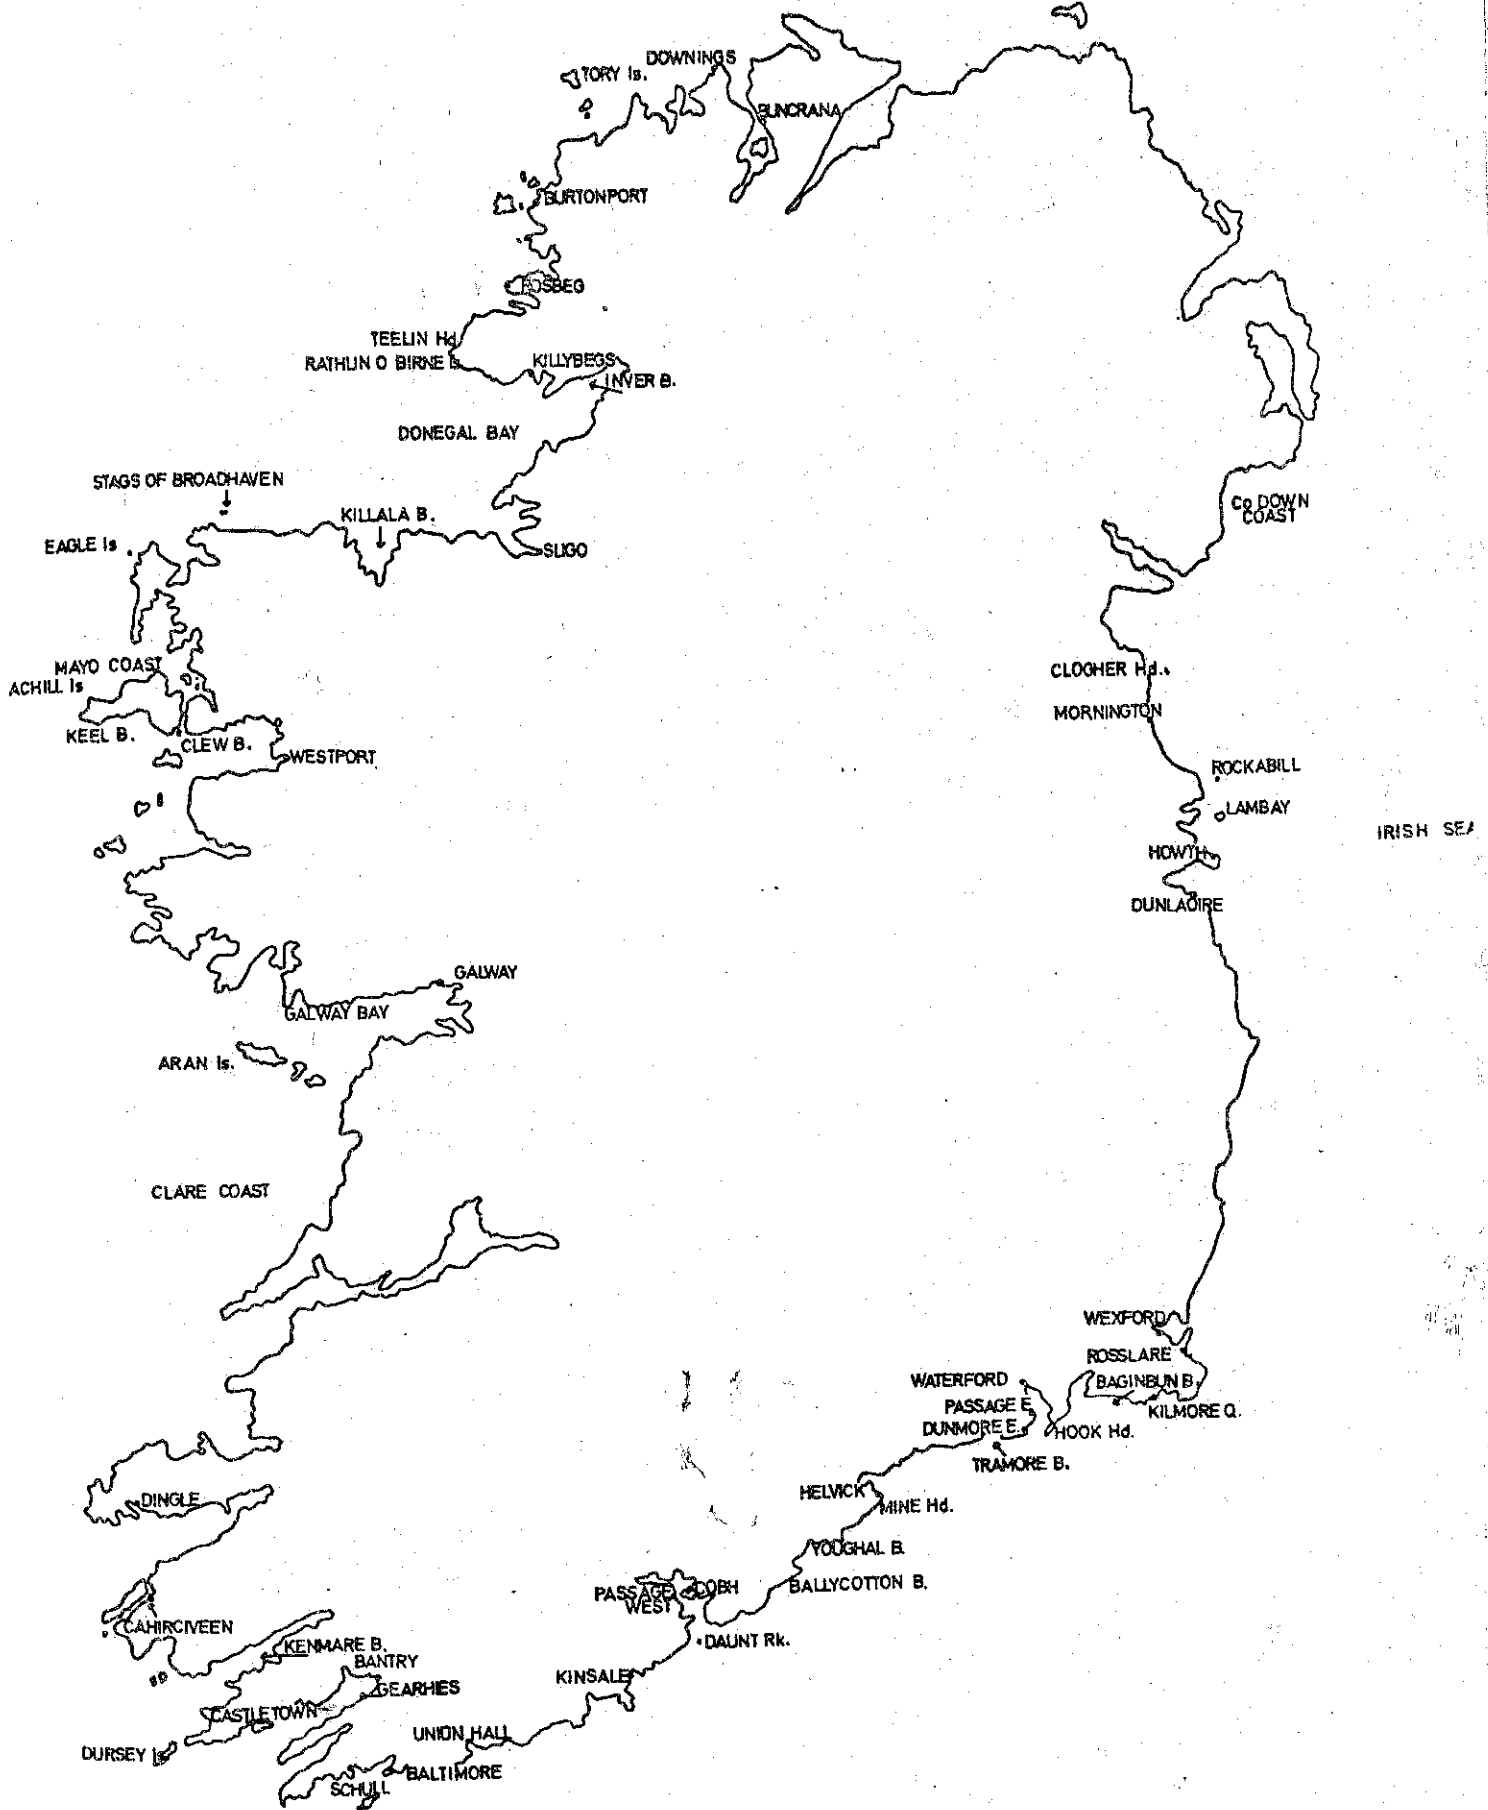 DOWNINGS
TORY Is.
BUNCRANA
BURTONPORT
ROSBEG
TEELIN Hd
RATHLIN O BIRNE Is
KILLYBEGS
INVER B.
DONEGAL BAY
STAGS OF BROADHAVEN
KILLALA B.
EAGLE Is
SLIGO
Co DOWN
COAST
MAYO COAST
ACHILL Is
KEEL B.
CLEW B.
WESTPORT
CLOGHER Hd.
MORNINGTON
ROCKABILL
LAMBAY
IRISH SEA
HOWTH
DUNLAOIRE
GALWAY
GALWAY BAY
ARAN Is.
CLARE COAST
WEXFORD
ROSSLARE
WATERFORD
BAGINBUN B.
PASSAGE E.
KILMORE Q.
DUNMORE E.
HOOK Hd.
TRAMORE B.
HELVICK
MINE Hd.
DINGLE
YOUGHAL B.
BALLYCOTTON B.
PASSAGE
WEST
COBH
DAUNT Rk.
CAHIRCIVEEN
KENMARE B.
BANTRY
GEARHIES
KINSALE
CASTLETOWN
UNION HALL
DURSEY Is
BALTIMORE
SCHULL